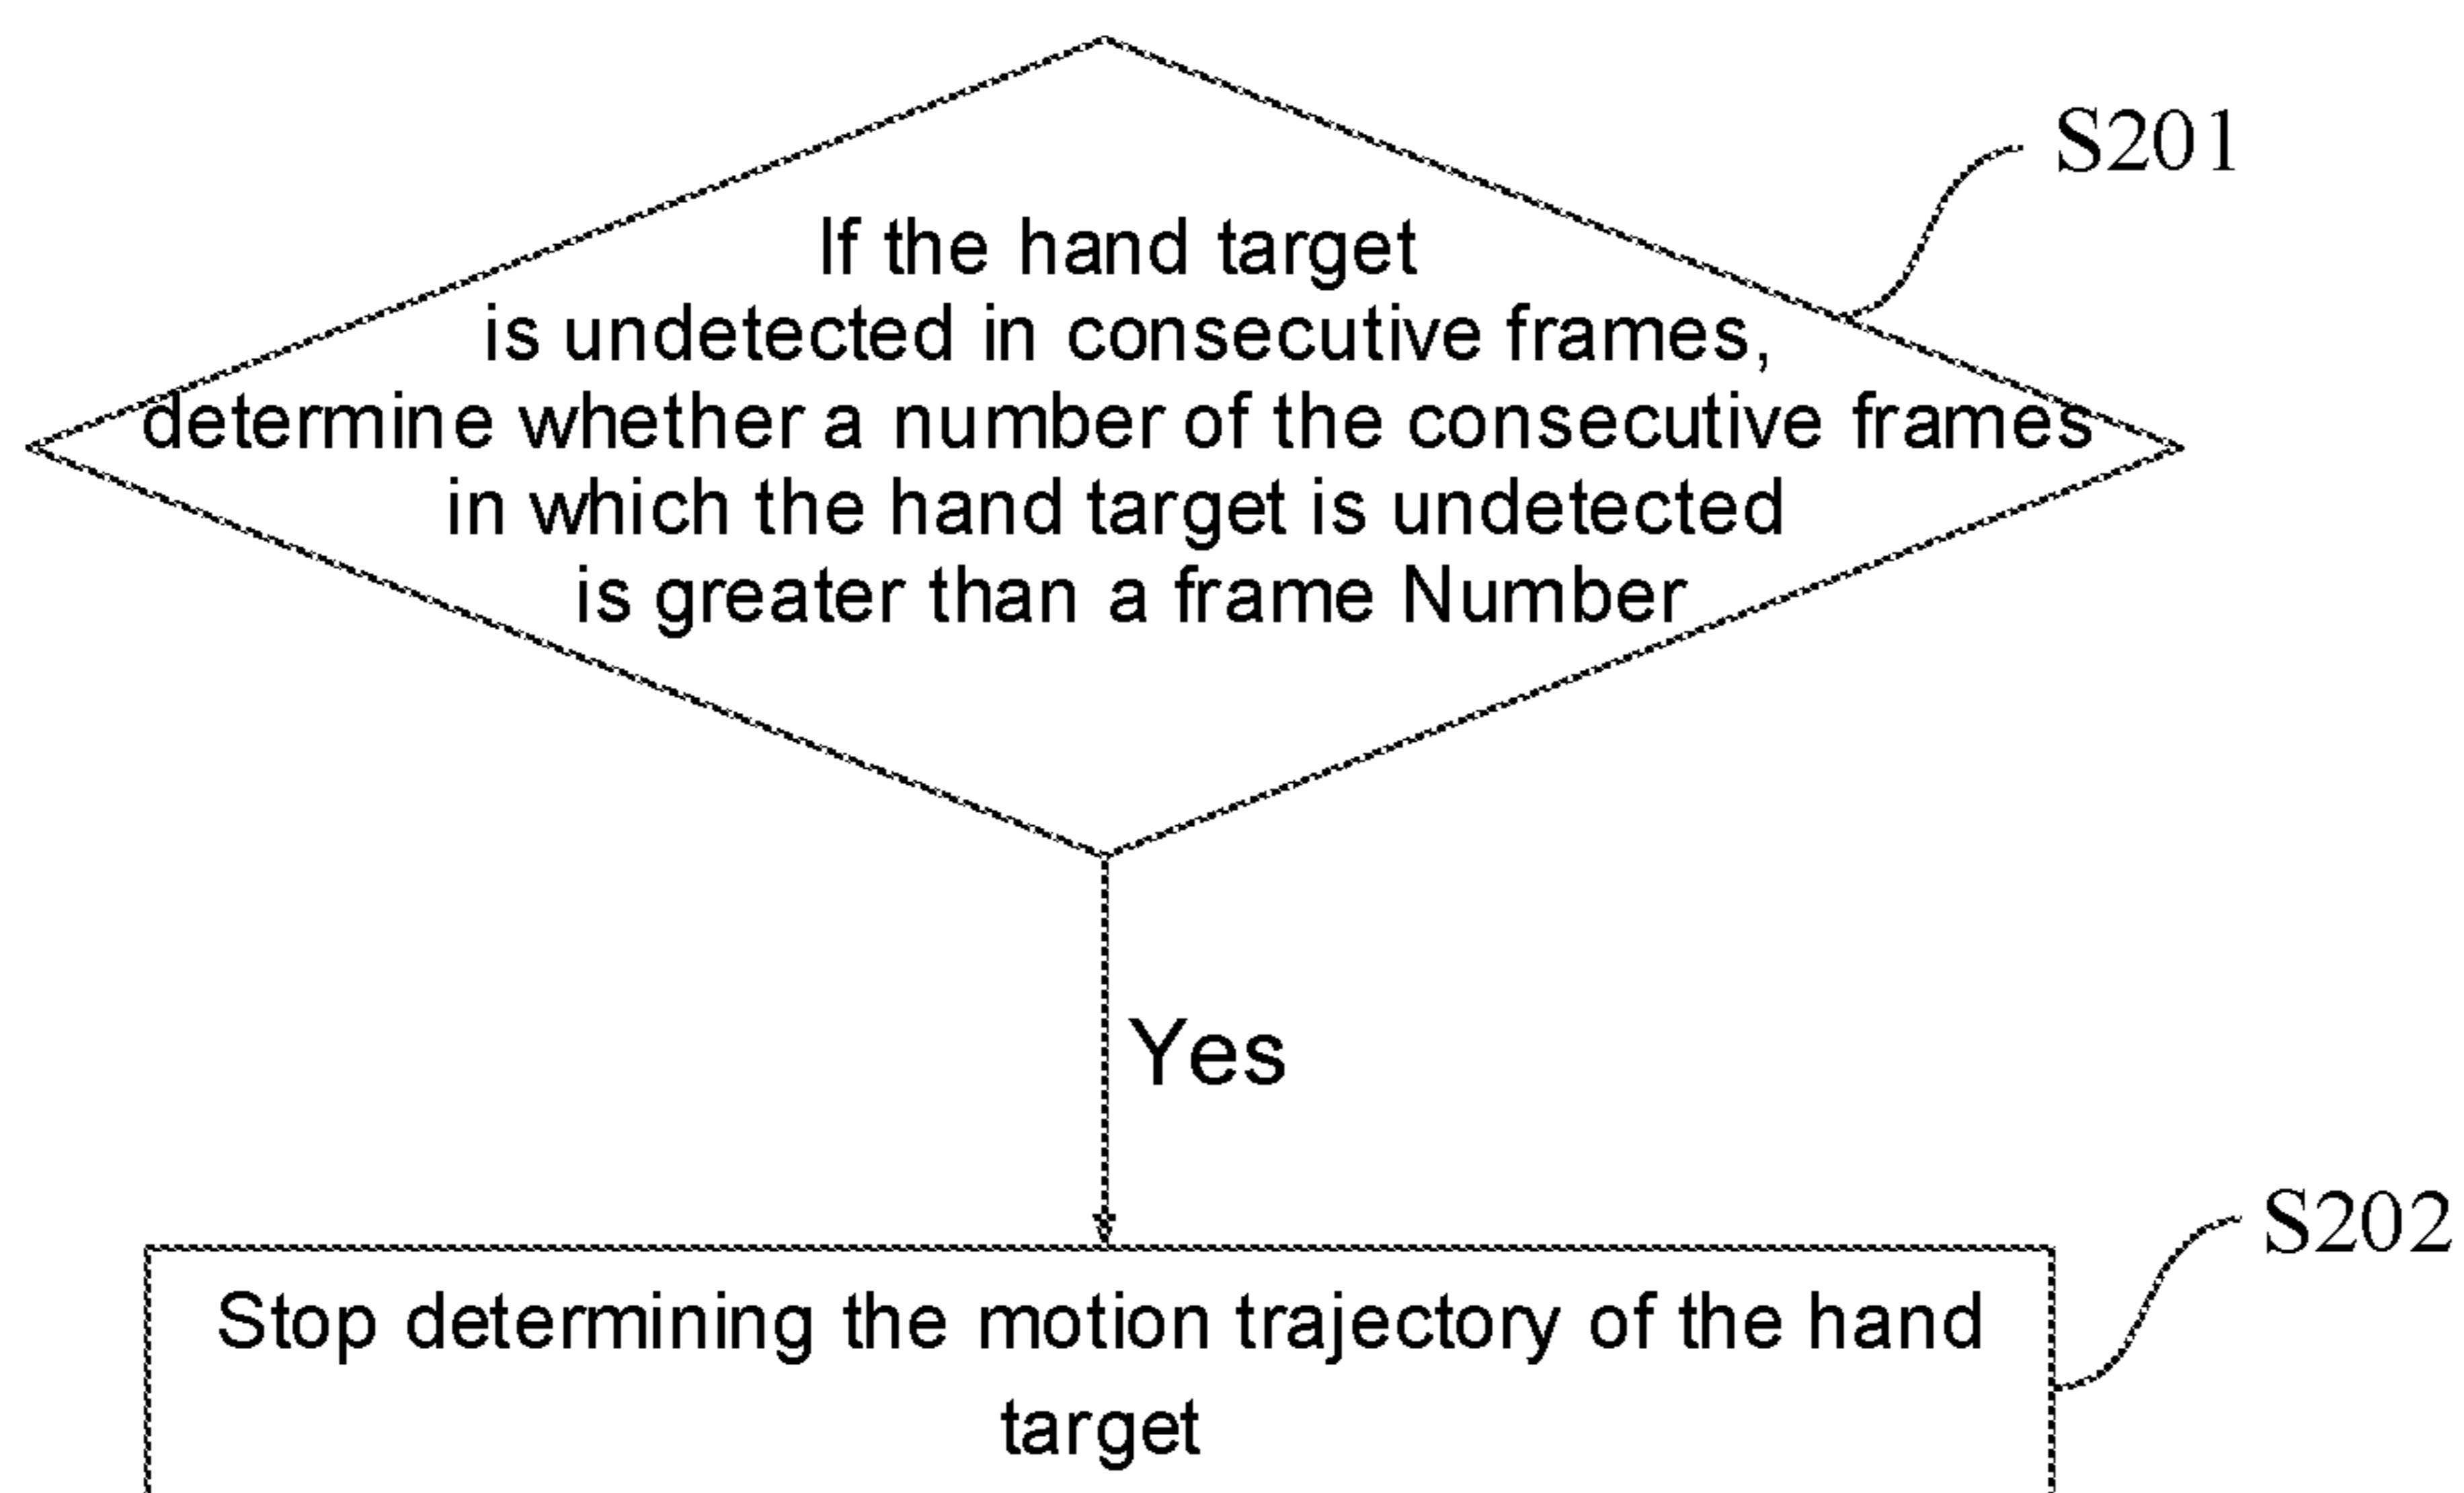 S201
If the hand target
is undetected in consecutive frames,
determine whether a number of the consecutive frames
in which the hand target is undetected
is greater than a frame Number
Yes
S202
Stop determining the motion trajectory of the hand
target